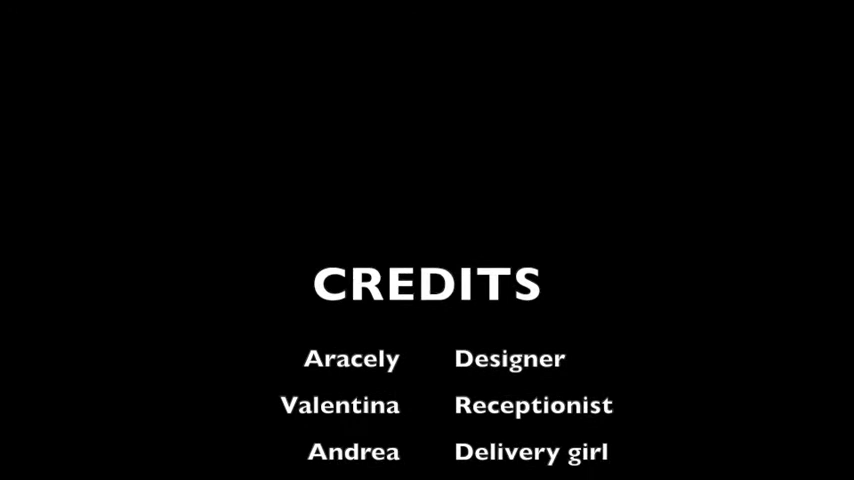 CREDITS
Aracely Designer
Valentina Receptionist
Andrea Delivery girl